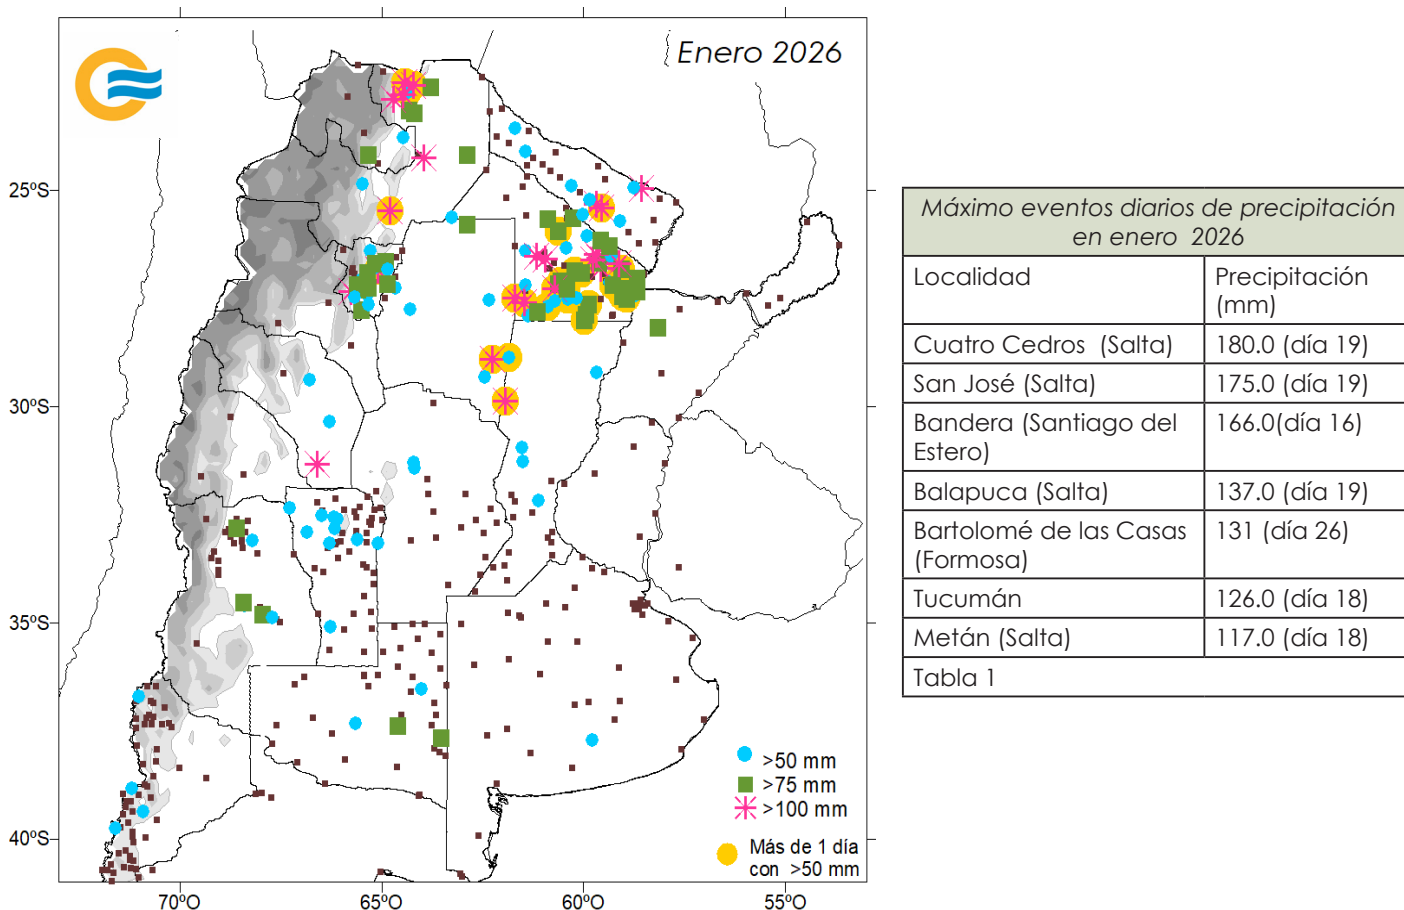 Enero 2026
25ºS
30ºS
35ºS
40ºS
70ºO
65ºO
60ºO
55ºO
>50 mm
>75 mm
>100 mm
Más de 1 día
con >50 mm
Máximo eventos diarios de precipitación
en enero 2026
Localidad
Precipitación
(mm)
Cuatro Cedros (Salta)
180.0 (día 19)
San José (Salta)
175.0 (día 19)
Bandera (Santiago del
Estero)
166.0(día 16)
Balapuca (Salta)
137.0 (día 19)
Bartolomé de las Casas
(Formosa)
131 (día 26)
Tucumán
126.0 (día 18)
Metán (Salta)
117.0 (día 18)
Tabla 1